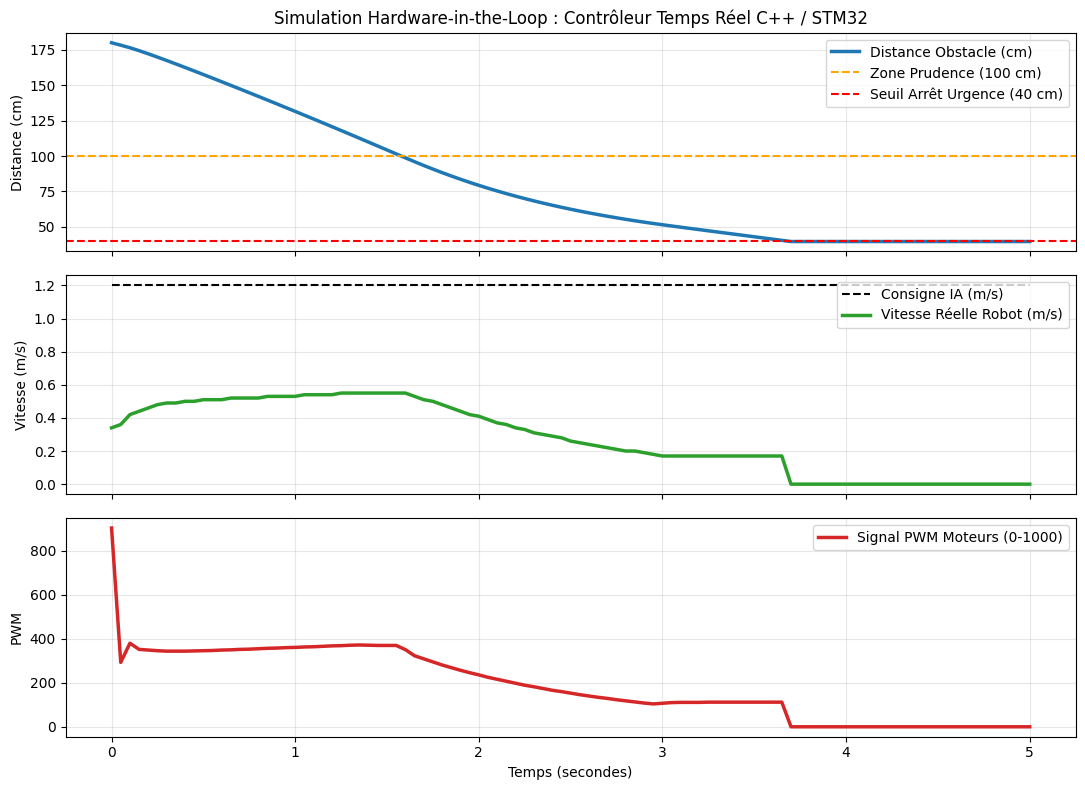 Simulation Hardware-in-the-Loop : Contrôleur Temps Réel C++ / STM32
175
150
125
100
75
50
Distance (cm)
Distance Obstacle (cm)
Zone Prudence (100 cm)
Seuil Arrêt Urgence (40 cm)
1.2
1.0
0.8
0.6
0.4
0.2
0.0
Vitesse (m/s)
Consigne IA (m/s)
Vitesse Réelle Robot (m/s)
800
600
400
200
0
PWM
Signal PWM Moteurs (0-1000)
0 1 2 3 4 5
Temps (secondes)